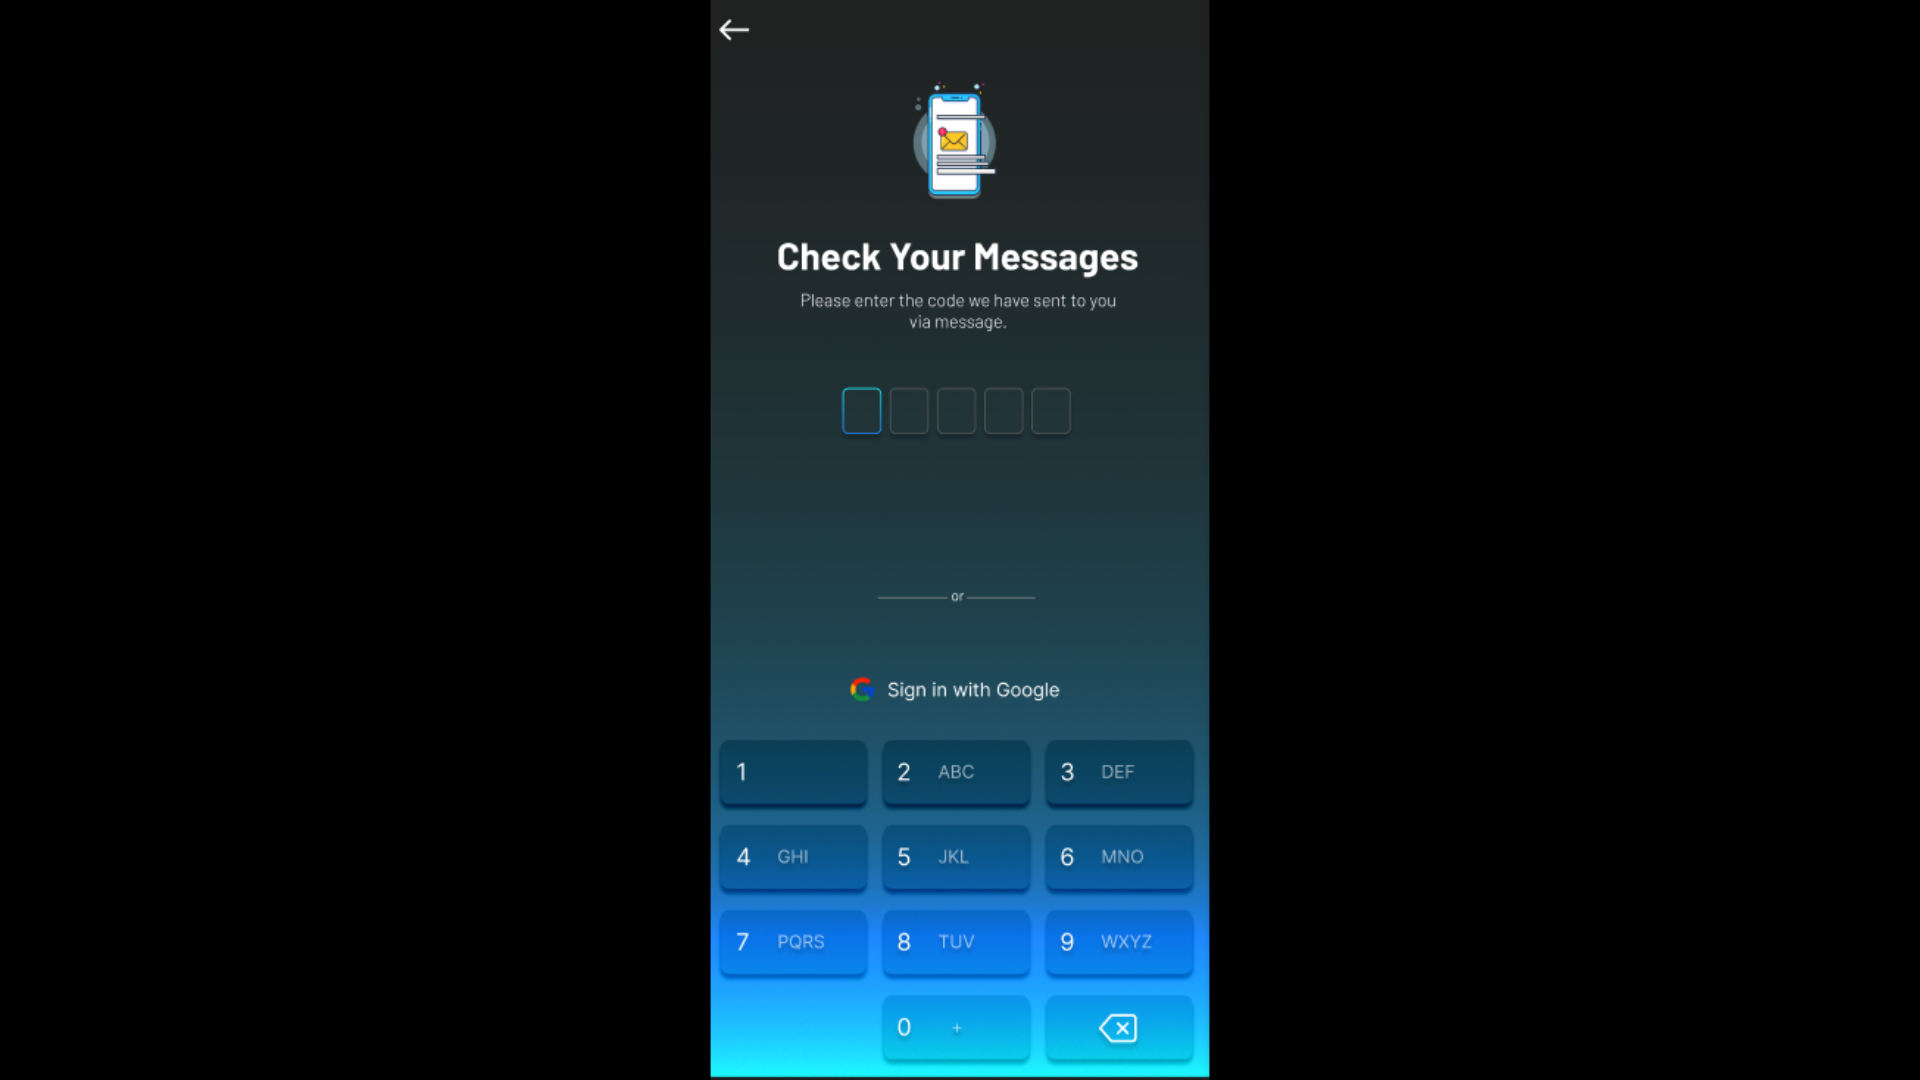 Check Your Messages
Please enter the code we have sent to you
via message.
or
Sign in with Google
1
2 ABC
3 DEF
4 GHI
5 JKL
6 MNO
7 PQRS
8 TUV
9 WXYZ
0 +